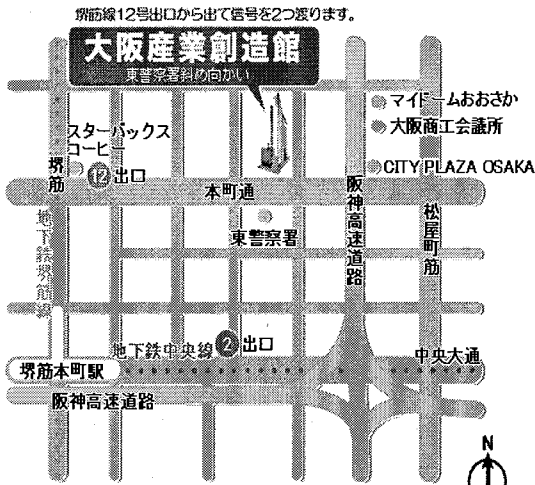 堺筋線12号出口から出て信号を2つ渡ります。
大阪産業創造館
東警察署斜め向かい
マイドームおおさか
大阪商工会議所
スターバックス
コーヒー
12 出口
CITY PLAZA OSAKA
堺筋
本町通
阪神高速道路
松屋町筋
東警察署
地下鉄堺筋線
地下鉄中央線
2 出口
中央大通
堺筋本町駅
阪神高速道路
N